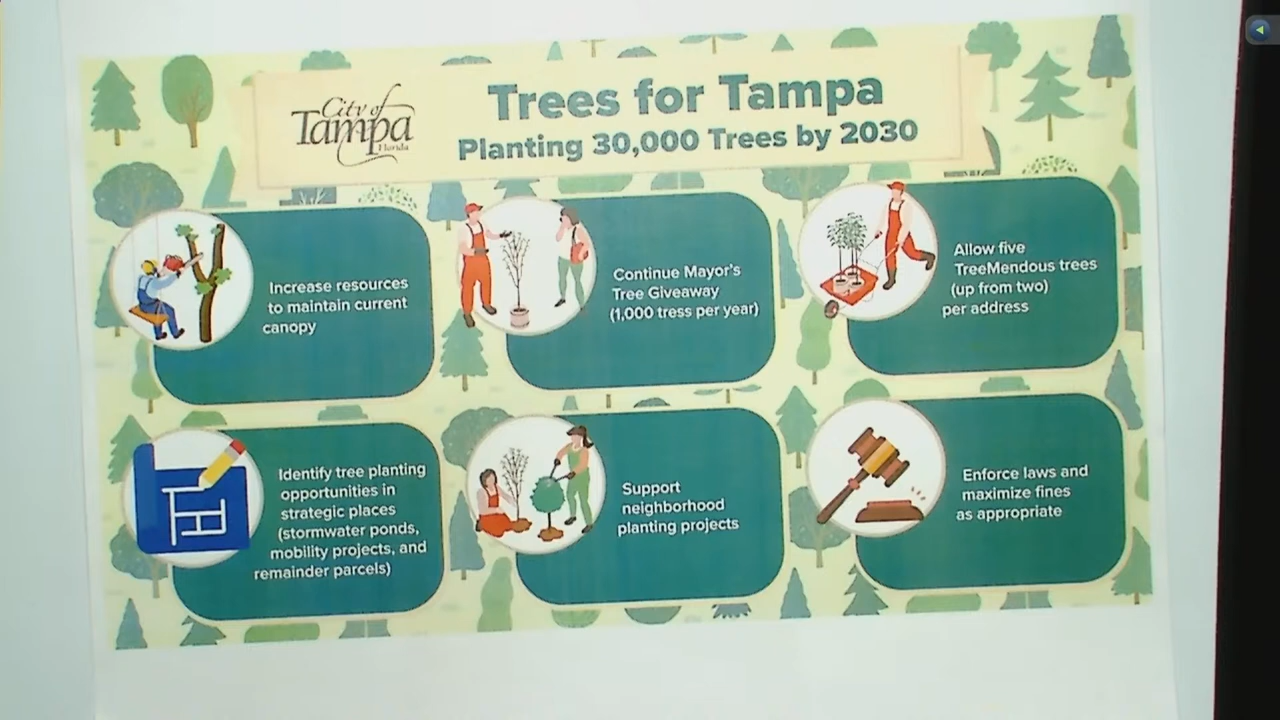 City of
Tampa
Florida
Trees for Tampa
Planting 30,000 Trees by 2030
Increase resources
to maintain current
canopy
Continue Mayor's
Tree Giveaway
(1,000 tress per year)
Allow five
TreeMendous trees
(up from two)
per address
Identify tree planting
opportunities in
strategic places
(stormwater ponds,
mobility projects, and
remainder parcels)
Support
neighborhood
planting projects
Enforce laws and
maximize fines
as appropriate